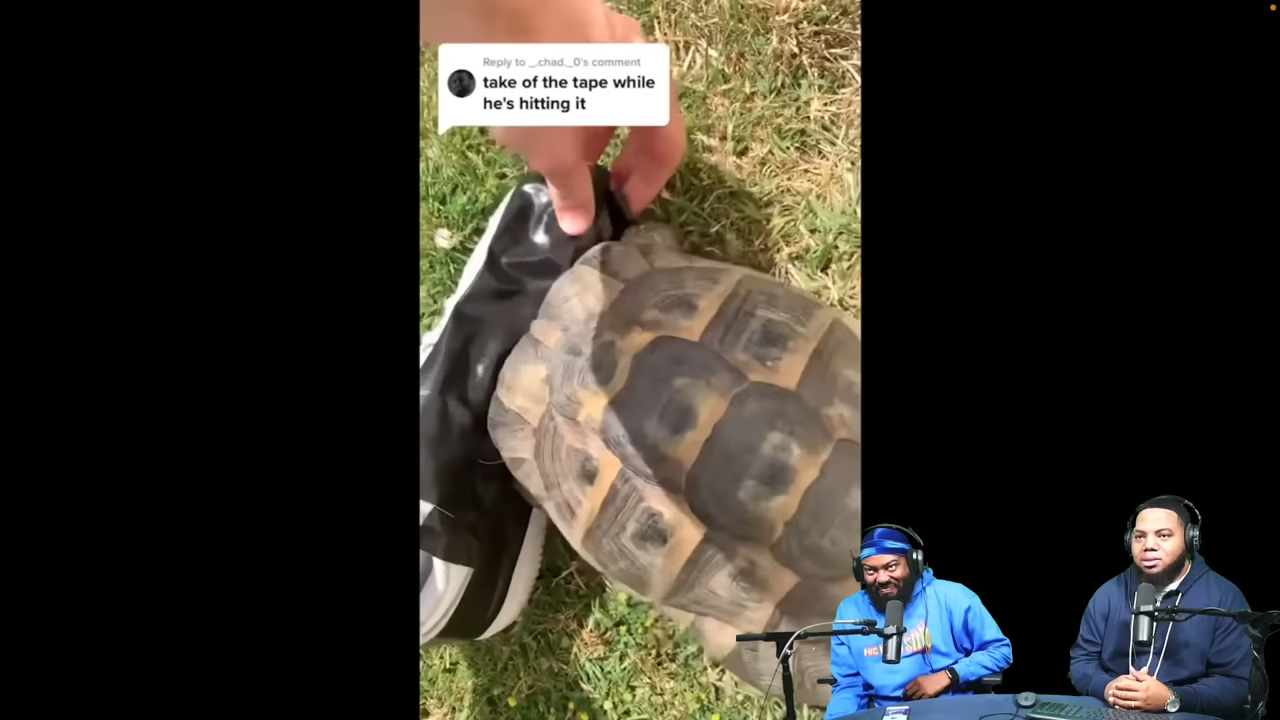 Reply to _.chad._0's comment
take of the tape while
he's hitting it